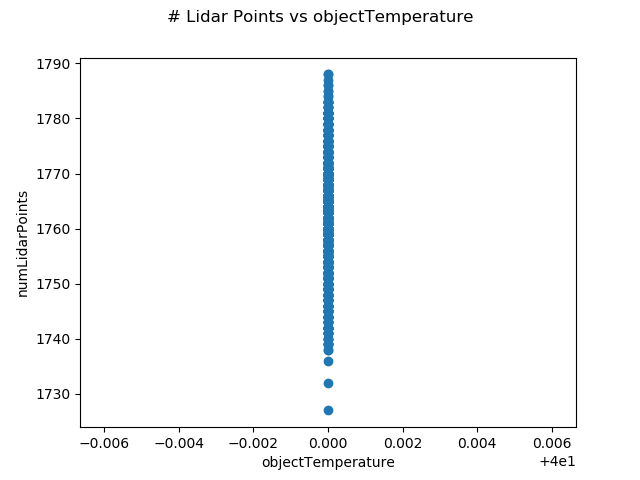 # Lidar Points vs objectTemperature
numLidarPoints
1790
1780
1770
1760
1750
1740
1730
−0.006 −0.004 −0.002 0.000 0.002 0.004 0.006
+4e1
objectTemperature